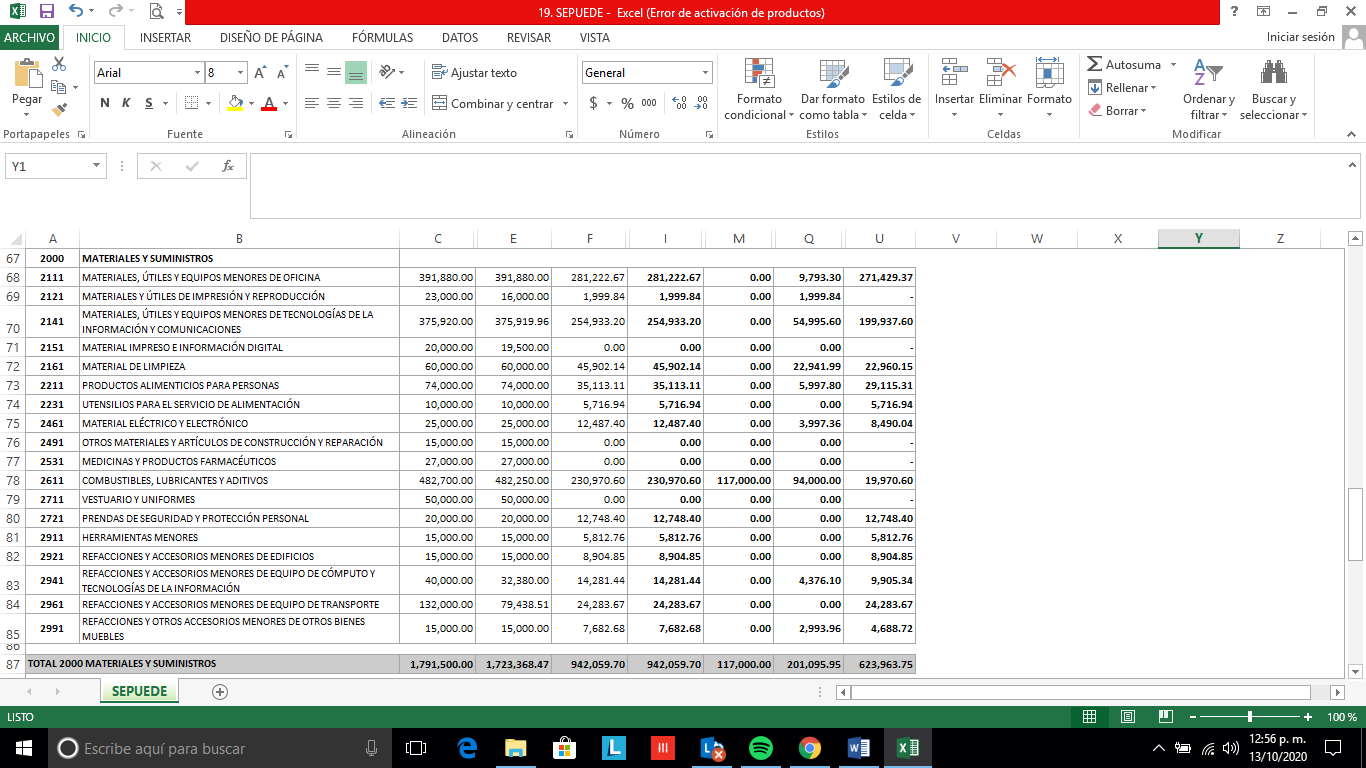 19. SEPUEDE - Excel (Error de activación de productos)
ARCHIVO INICIO INSERTAR DISEÑO DE PÁGINA FÓRMULAS DATOS REVISAR VISTA Iniciar sesión
Arial 8 Ajustar texto General Autosuma
Rellenar
Pegar N K S Combinar y centrar $ % 000 Formato Dar formato Estilos de Insertar Eliminar Formato Borrar Ordenar y Buscar y
condicional como tabla celda filtrar seleccionar
Portapapeles Fuente Alineación Número Estilos Celdas Modificar
Y1 fx
A B C E F I M Q U V W X Y Z
67 2000 MATERIALES Y SUMINISTROS
68 2111 MATERIALES, ÚTILES Y EQUIPOS MENORES DE OFICINA 391,880.00 391,880.00 281,222.67 281,222.67 0.00 9,793.30 271,429.37
69 2121 MATERIALES Y ÚTILES DE IMPRESIÓN Y REPRODUCCIÓN 23,000.00 16,000.00 1,999.84 1,999.84 0.00 1,999.84 -
70 2141 MATERIALES, ÚTILES Y EQUIPOS MENORES DE TECNOLOGÍAS DE LA
INFORMACIÓN Y COMUNICACIONES 375,920.00 375,919.96 254,933.20 254,933.20 0.00 54,995.60 199,937.60
71 2151 MATERIAL IMPRESO E INFORMACIÓN DIGITAL 20,000.00 19,500.00 0.00 0.00 0.00 0.00 -
72 2161 MATERIAL DE LIMPIEZA 60,000.00 60,000.00 45,902.14 45,902.14 0.00 22,941.99 22,960.15
73 2211 PRODUCTOS ALIMENTICIOS PARA PERSONAS 74,000.00 74,000.00 35,113.11 35,113.11 0.00 5,997.80 29,115.31
74 2231 UTENSILIOS PARA EL SERVICIO DE ALIMENTACIÓN 10,000.00 10,000.00 5,716.94 5,716.94 0.00 0.00 5,716.94
75 2461 MATERIAL ELÉCTRICO Y ELECTRÓNICO 25,000.00 25,000.00 12,487.40 12,487.40 0.00 3,997.36 8,490.04
76 2491 OTROS MATERIALES Y ARTÍCULOS DE CONSTRUCCIÓN Y REPARACIÓN 15,000.00 15,000.00 0.00 0.00 0.00 0.00 -
77 2531 MEDICINAS Y PRODUCTOS FARMACÉUTICOS 27,000.00 27,000.00 0.00 0.00 0.00 0.00 -
78 2611 COMBUSTIBLES, LUBRICANTES Y ADITIVOS 482,700.00 482,250.00 230,970.60 230,970.60 117,000.00 94,000.00 19,970.60
79 2711 VESTUARIO Y UNIFORMES 50,000.00 50,000.00 0.00 0.00 0.00 0.00 -
80 2721 PRENDAS DE SEGURIDAD Y PROTECCIÓN PERSONAL 20,000.00 20,000.00 12,748.40 12,748.40 0.00 0.00 12,748.40
81 2911 HERRAMIENTAS MENORES 15,000.00 15,000.00 5,812.76 5,812.76 0.00 0.00 5,812.76
82 2921 REFACCIONES Y ACCESORIOS MENORES DE EDIFICIOS 15,000.00 15,000.00 8,904.85 8,904.85 0.00 0.00 8,904.85
83 2941 REFACCIONES Y ACCESORIOS MENORES DE EQUIPO DE CÓMPUTO Y
TECNOLOGÍAS DE LA INFORMACIÓN 40,000.00 32,380.00 14,281.44 14,281.44 0.00 4,376.10 9,905.34
84 2961 REFACCIONES Y ACCESORIOS MENORES DE EQUIPO DE TRANSPORTE 132,000.00 79,438.51 24,283.67 24,283.67 0.00 0.00 24,283.67
85 2991 REFACCIONES Y OTROS ACCESORIOS MENORES DE OTROS BIENES
MUEBLES 15,000.00 15,000.00 7,682.68 7,682.68 0.00 2,993.96 4,688.72
86
87 TOTAL 2000 MATERIALES Y SUMINISTROS 1,791,500.00 1,723,368.47 942,059.70 942,059.70 117,000.00 201,095.95 623,963.75
SEPUEDE
LISTO 100 %
Escribe aquí para buscar 12:56 p. m.
13/10/2020